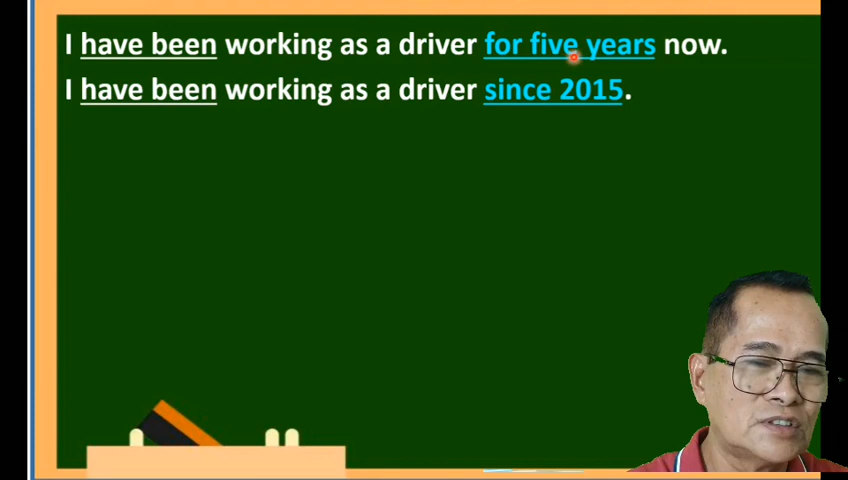 I have been working as a driver for five years now.
I have been working as a driver since 2015.